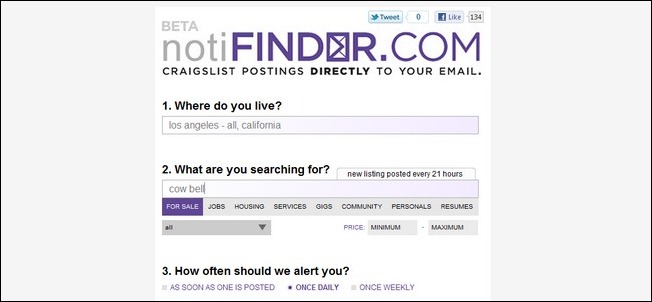 Tweet 0 Like 134
BETA
notiFINDOR.COM
CRAIGSLIST POSTINGS DIRECTLY TO YOUR EMAIL.
1. Where do you live?
los angeles - all, california
2. What are you searching for? new listing posted every 21 hours
cow bell
FOR SALE JOBS HOUSING SERVICES GIGS COMMUNITY PERSONALS RESUMES
all PRICE: MINIMUM - MAXIMUM
3. How often should we alert you?
AS SOON AS ONE IS POSTED ONCE DAILY ONCE WEEKLY